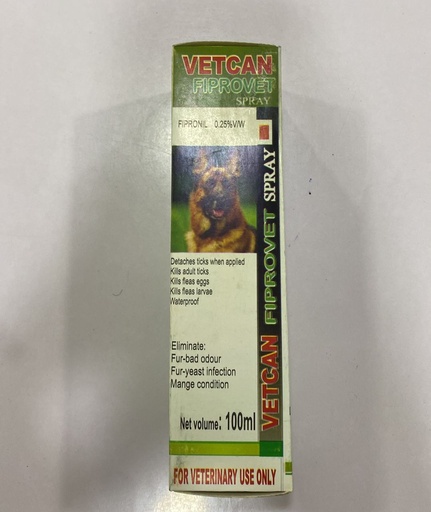 VETCAN
FIPROVET
SPRAY
FIPRONIL 0.25%V/W
Detaches ticks when applied
Kills adult ticks
Kills fleas eggs
Kills fleas larvae
Waterproof
Eliminate:
Fur-bad odour
Fur-yeast infection
Mange condition
Net volume: 100ml
FOR VETERINARY USE ONLY
VETCAN FIPROVET SPRAY